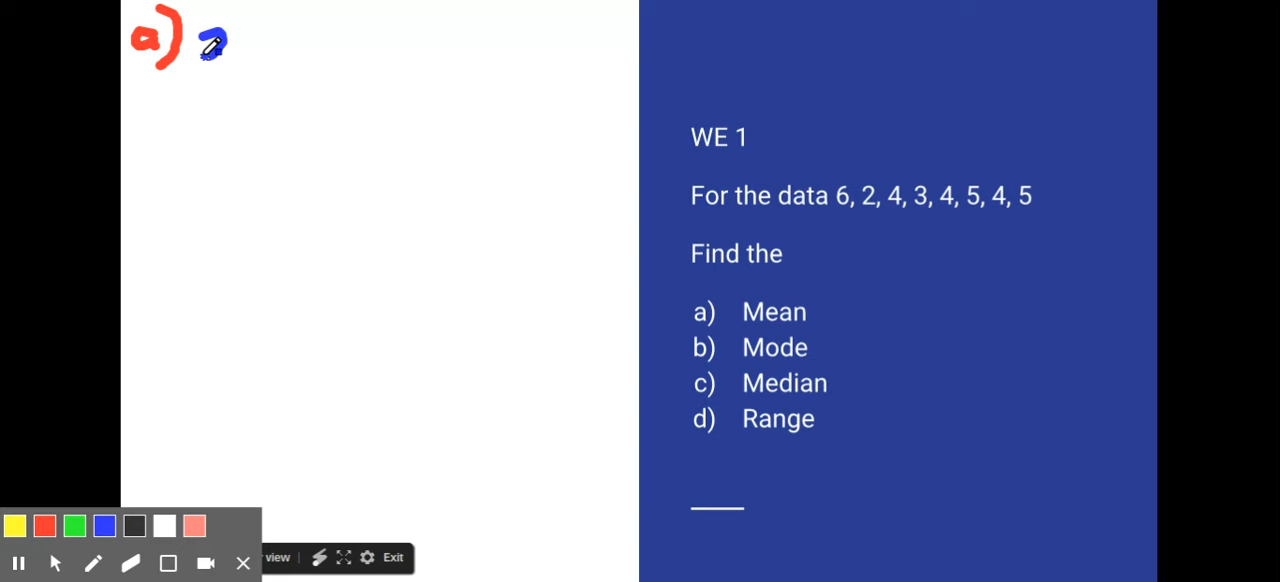 a)
WE 1
For the data 6, 2, 4, 3, 4, 5, 4, 5
Find the
a) Mean
b) Mode
c) Median
d) Range
view
Exit